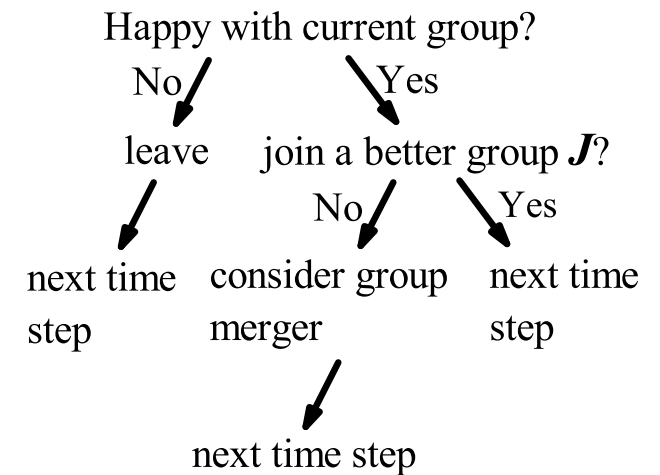 Happy with current group?
No
Yes
leave
join a better group J?
No
Yes
next time
step
consider group
merger
next time
step
next time step